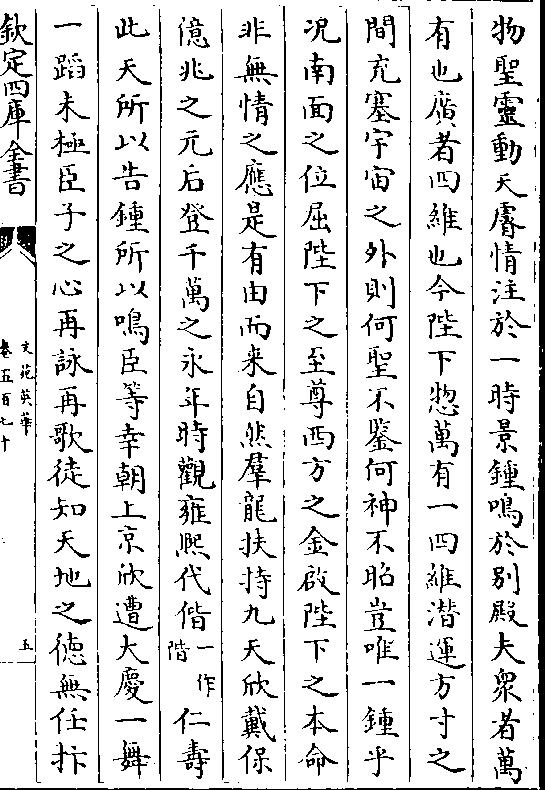 物聖靈動天睿情注於一時景鍾鳴於别殿夫衆者萬
有也廣者四維也今陛下惣萬有一四維潛運方寸之
間充塞宇宙之外則何聖不鑒何神不昭豈唯一鍾乎
况南面之位屈陛下之至尊西方之金啟陛下之本命
非無情之應是有由而来自然羣龍扶持九天欣戴保
億兆之元后登千萬之永年時觀雍熙代偕一作階仁壽
此天所以告鍾所以鳴臣等幸朝上京欣遭大慶一舞
一蹈未極臣子之心再詠再歌徒知天地之徳無任抃
欽定四庫全書
文苑英華
卷五百七十
五